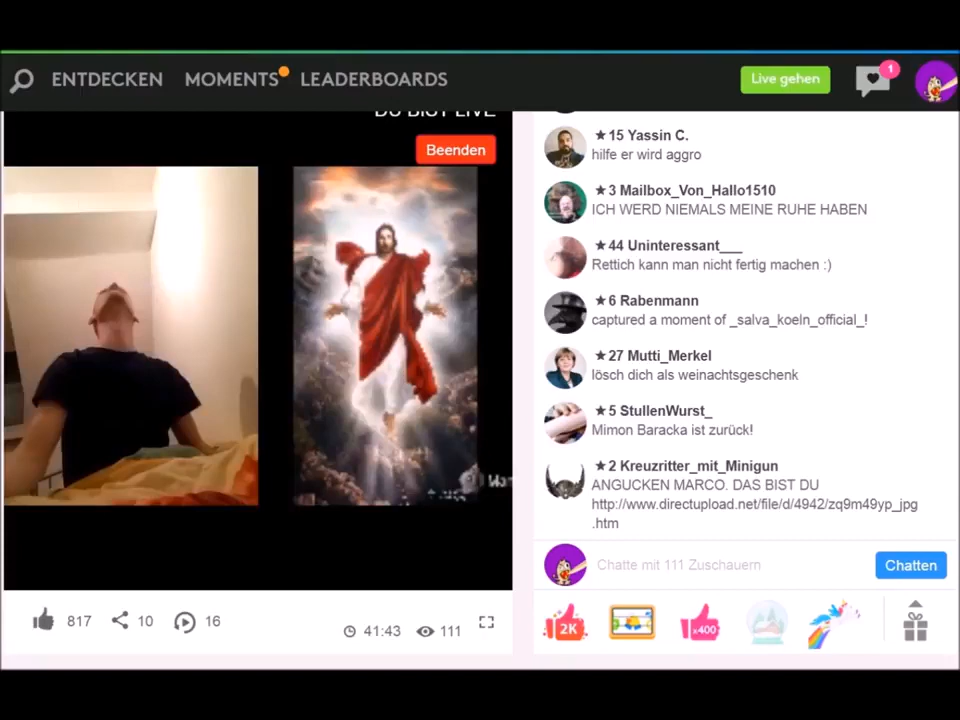 ENTDECKEN MOMENTS LEADERBOARDS Live gehen 1
DU BIST LIVE
Beenden
★15 Yassin C.
hilfe er wird aggro
★3 Mailbox_Von_Hallo1510
ICH WERD NIEMALS MEINE RUHE HABEN
★44 Uninteressant___
Rettich kann man nicht fertig machen :)
★6 Rabenmann
captured a moment of _salva_koeln_official_!
★27 Mutti_Merkel
lösch dich als weinachtsgeschenk
★5 StullenWurst_
Mimon Baracka ist zurück!
★2 Kreuzritter_mit_Minigun
ANGUCKEN MARCO. DAS BIST DU
http://www.directupload.net/file/d/4942/zq9m49yp_jpg
.htm
Chatte mit 111 Zuschauern Chatten
2K x400
817 10 16 41:43 111